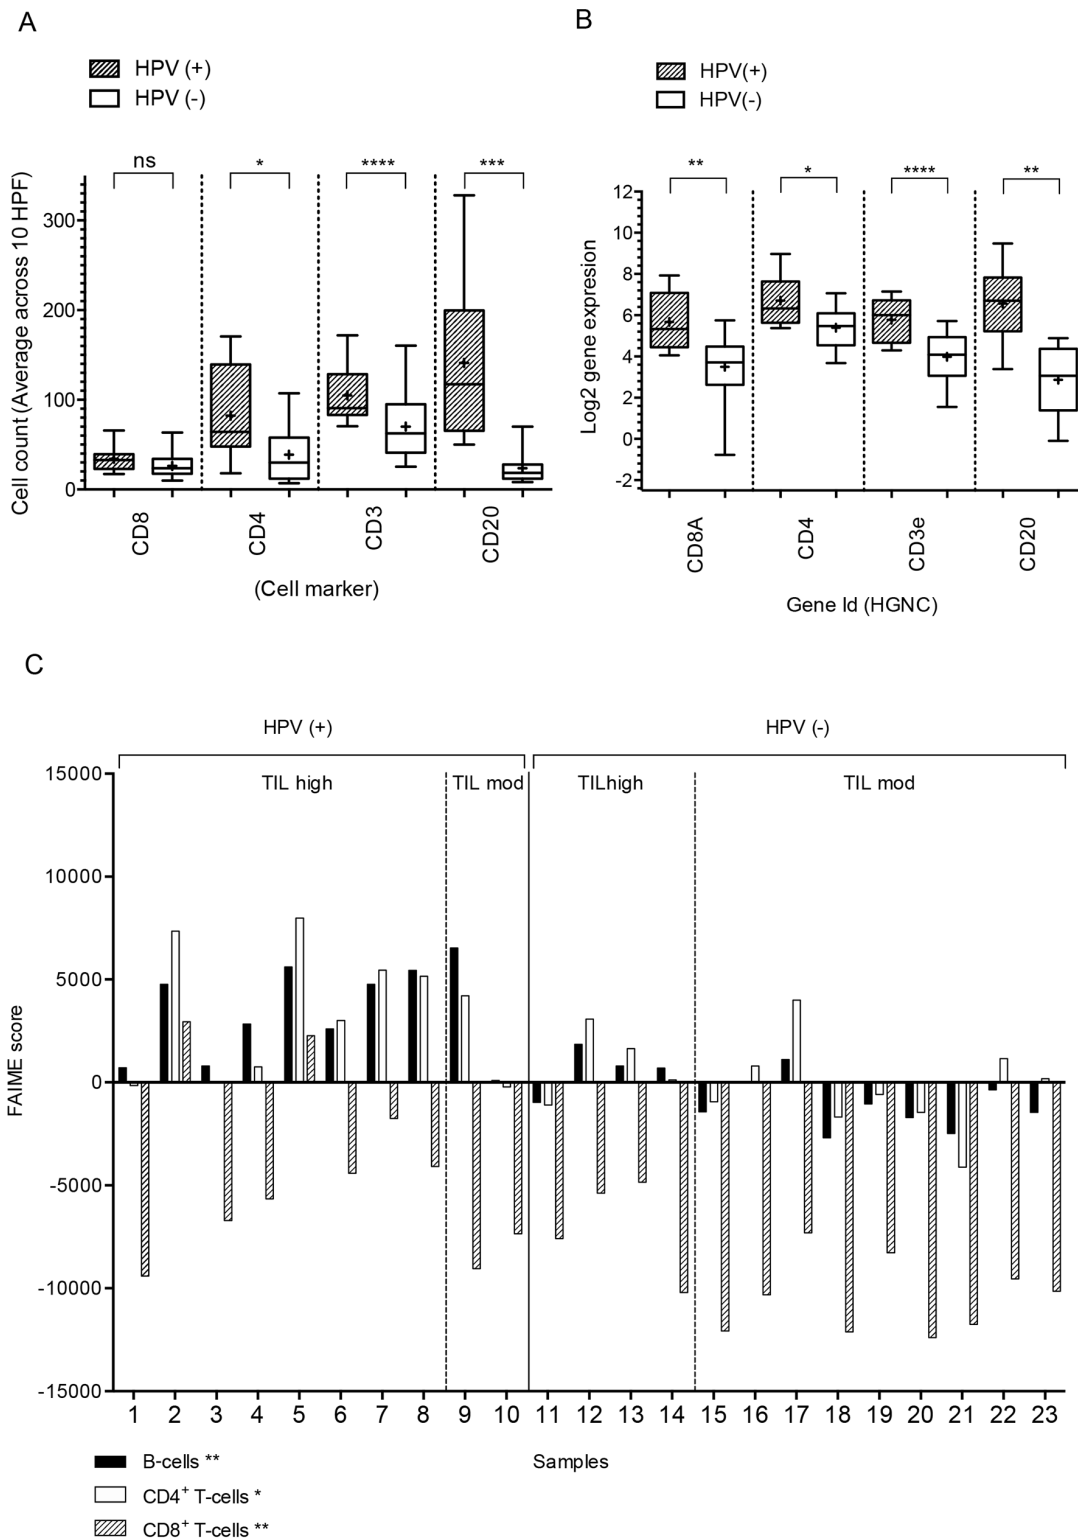 A
HPV (+)
HPV (-)
Cell count (Average across 10 HPF)
ns
*
****
***
300
200
100
0
CD8
CD4
CD3
CD20
(Cell marker)
B
HPV(+)
HPV(-)
Log2 gene expresion
**
*
****
**
12
10
8
6
4
2
0
-2
CD8A
CD4
CD3e
CD20
Gene Id (HGNC)
C
HPV (+)
HPV (-)
TIL high
TIL mod
TILhigh
TIL mod
FAIME score
15000
10000
5000
0
-5000
-10000
-15000
1 2 3 4 5 6 7 8 9 10 11 12 13 14 15 16 17 18 19 20 21 22 23
Samples
B-cells **
CD4+ T-cells *
CD8+ T-cells **